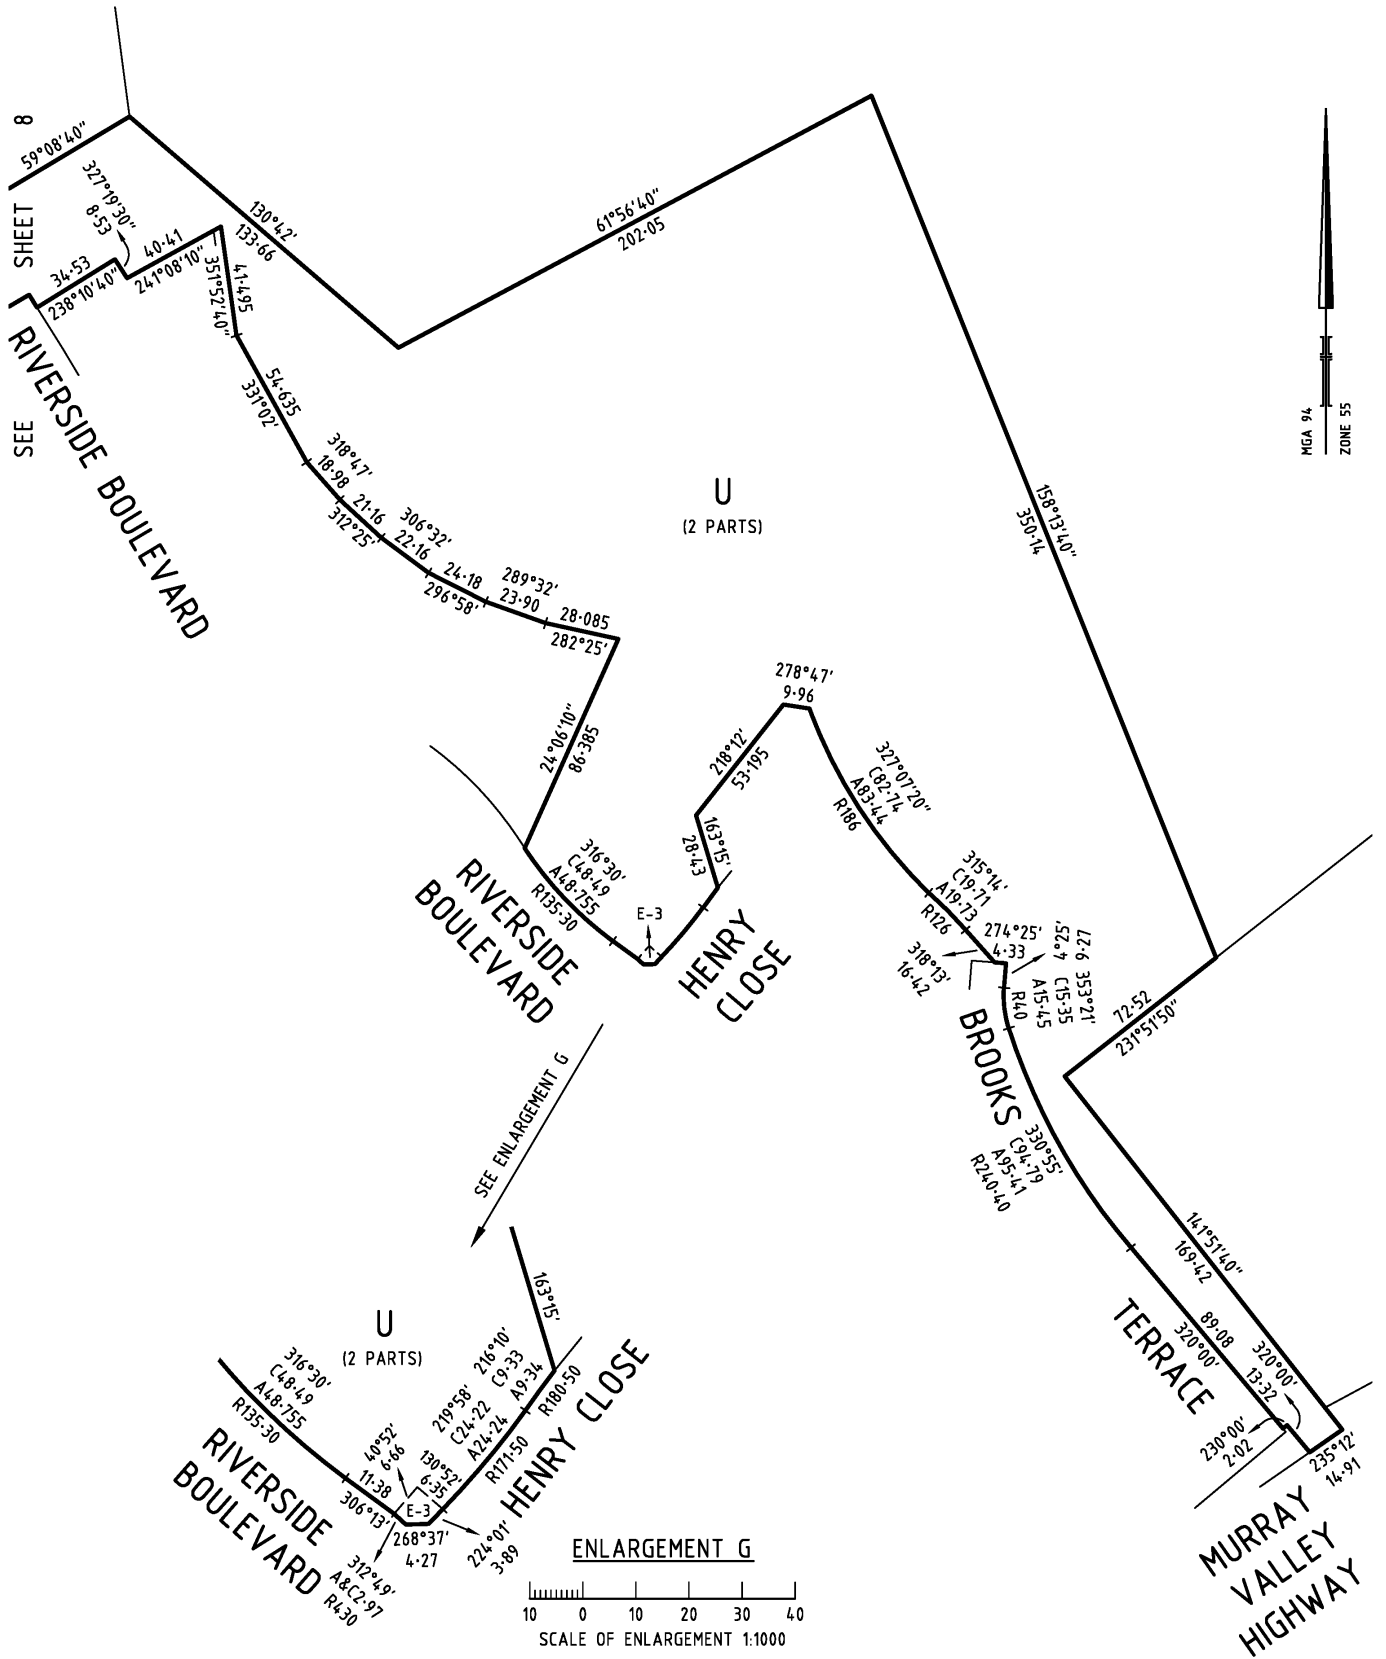 SEE SHEET 8
59°08'40"
327°19'30"
8·53
34·53
238°10'40"
40·41
241°08'10"
41·495
351°52'40"
130°42'
133·66
61°56'40"
202·05
MGA 94
ZONE 55
RIVERSIDE BOULEVARD
54·635
331°02'
318°47'
18·98
21·16
312°25'
306°32'
22·16
24·18
296°58'
289°32'
23·90
28·085
282°25'
U
(2 PARTS)
158°13'40"
350·14
24°06'10"
86·385
278°47'
9·96
218°12'
53·195
163°15'
28·43
327°07'20"
C82·74
A83·44
R186
316°30'
C48·49
A48·755
R135·30
RIVERSIDE
BOULEVARD
E-3
HENRY
CLOSE
315°14'
C19·71
A19·73
R126
274°25'
4·33
318°13'
16·42
4°25'
9·27
353°21'
C15·35
A15·45
R40
72·52
231°51'50"
BROOKS
TERRACE
330°55'
C94·79
A95·41
R240·40
SEE ENLARGEMENT G
141°51'40"
169·42
89·08
320°00'
320°00'
13·32
230°00'
2·02
235°12'
14·91
MURRAY
VALLEY
HIGHWAY
U
(2 PARTS)
163°15'
316°30'
C48·49
A48·755
R135·30
RIVERSIDE
BOULEVARD
40°52'
6·66
11·38
306°13'
130°52'
6·35
E-3
219°58'
C24·22
A24·24
R171·50
216°10'
C9·33
A9·34
R180·50
HENRY CLOSE
268°37'
4·27
224°01'
3·89
312°49'
A&C2·97
R430
ENLARGEMENT G
10 0 10 20 30 40
SCALE OF ENLARGEMENT 1:1000